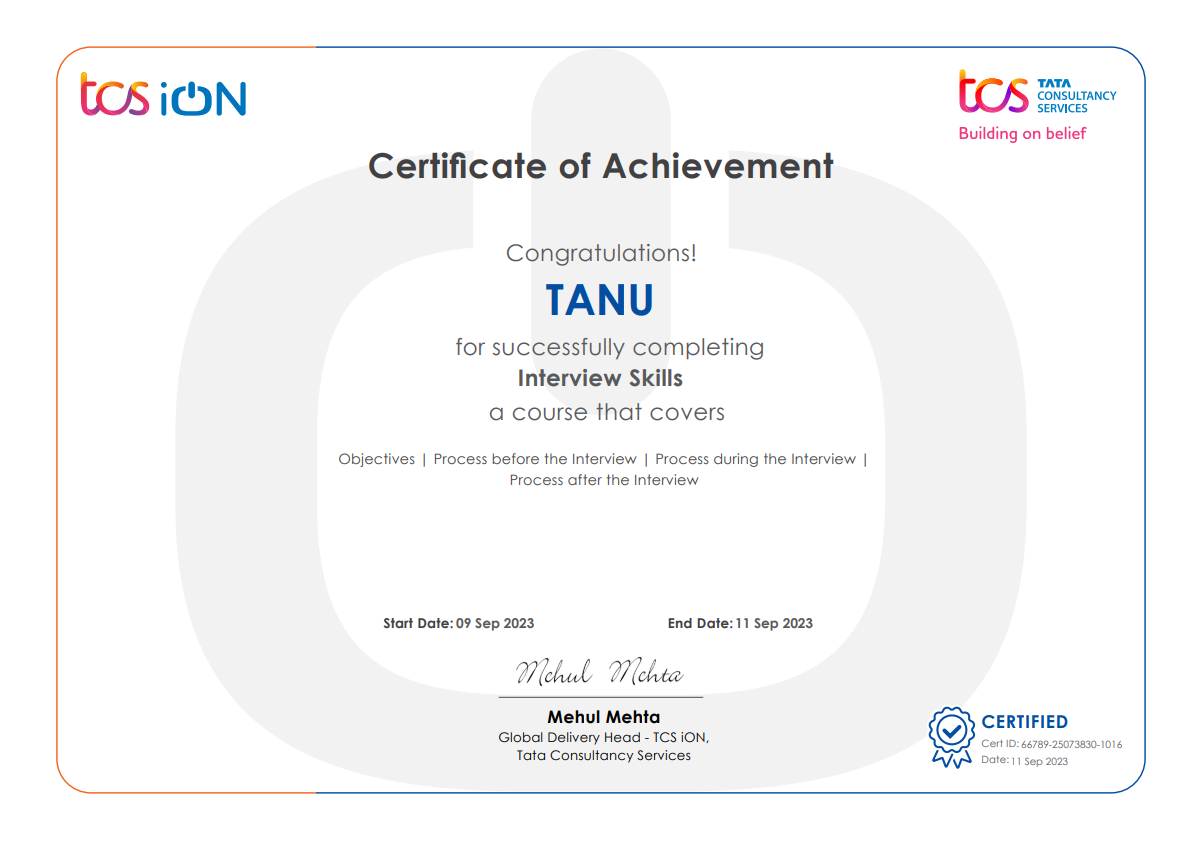 tcs iON
tcs TATA
CONSULTANCY
SERVICES
Building on belief
Certificate of Achievement
Congratulations!
TANU
for successfully completing
Interview Skills
a course that covers
Objectives | Process before the Interview | Process during the Interview |
Process after the Interview
Start Date: 09 Sep 2023
End Date: 11 Sep 2023
Mehul Mehta
Mehul Mehta
Global Delivery Head - TCS iON,
Tata Consultancy Services
CERTIFIED
Cert ID: 66789-25073830-1016
Date: 11 Sep 2023